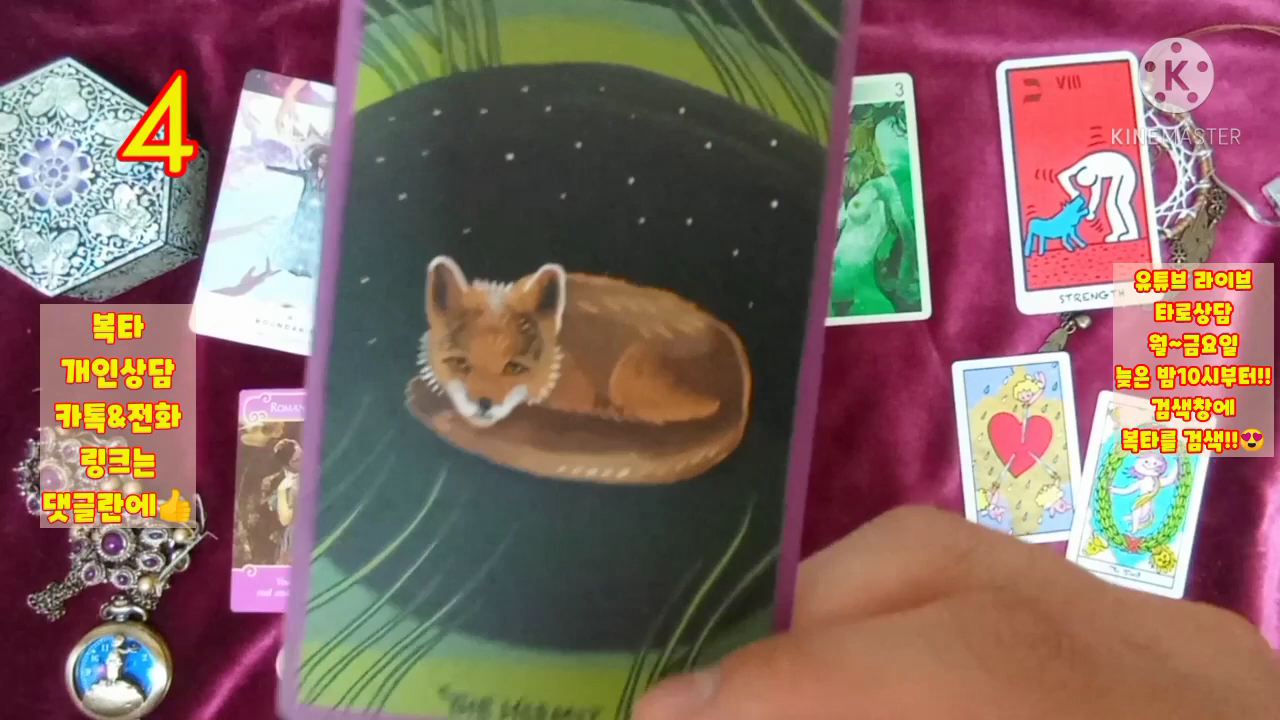 4
KINEMASTER
3
VIII
STRENGTH
복타
개인상담
카톡&전화
링크는
댓글란에👍
유튜브 라이브
타로상담
월~금요일
늦은 밤10시부터!!
검색창에
복타를 검색!!😍
THE HERMIT